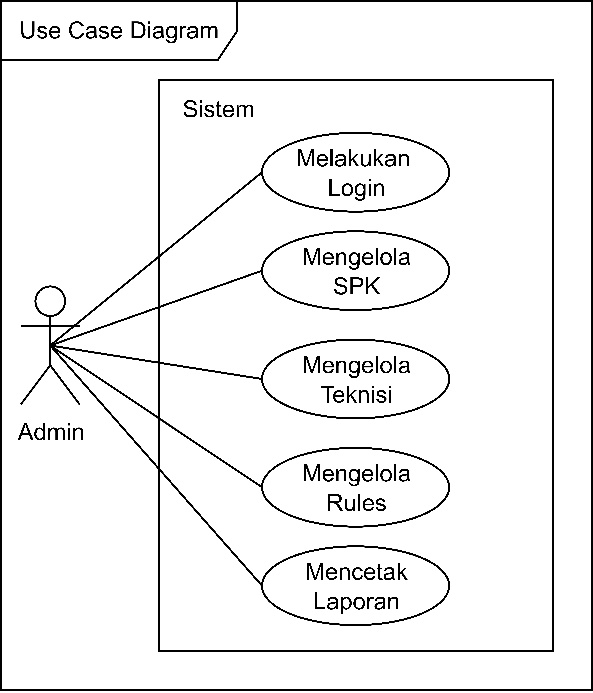 Use Case Diagram
Sistem
Melakukan
Login
Mengelola
SPK
Mengelola
Teknisi
Admin
Mengelola
Rules
Mencetak
Laporan